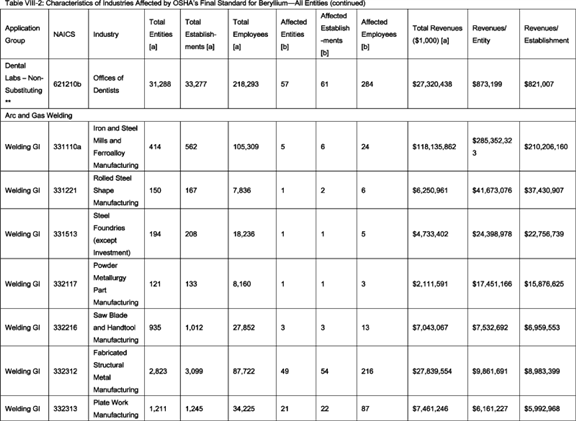 Table VIII-2: Characteristics of Industries Affected by OSHA's Final Standard for Beryllium—All Entities (continued)
Application Group NAICS Industry Total Entities [a] Total Establish-ments [a] Total Employees [a] Affected Entities [b] Affected Establish-ments [b] Affected Employees [b] Total Revenues ($1,000) [a] Revenues/ Entity Revenues/ Establishment
Dental Labs – Non-Substituting ** 621210b Offices of Dentists 31,288 33,277 218,293 57 61 284 $27,320,438 $873,199 $821,007
Arc and Gas Welding
Welding GI 331110a Iron and Steel Mills and Ferroalloy Manufacturing 414 562 105,309 5 6 24 $118,135,862 $285,352,323 $210,206,160
Welding GI 331221 Rolled Steel Shape Manufacturing 150 167 7,836 1 2 6 $6,250,961 $41,673,076 $37,430,907
Welding GI 331513 Steel Foundries (except Investment) 194 208 18,236 1 1 5 $4,733,402 $24,398,978 $22,756,739
Welding GI 332117 Powder Metallurgy Part Manufacturing 121 133 8,160 1 1 3 $2,111,591 $17,451,166 $15,876,625
Welding GI 332216 Saw Blade and Handtool Manufacturing 935 1,012 27,852 3 3 13 $7,043,067 $7,532,692 $6,959,553
Welding GI 332312 Fabricated Structural Metal Manufacturing 2,823 3,099 87,722 49 54 216 $27,839,554 $9,861,691 $8,983,399
Welding GI 332313 Plate Work Manufacturing 1,211 1,245 34,225 21 22 87 $7,461,246 $6,161,227 $5,992,968